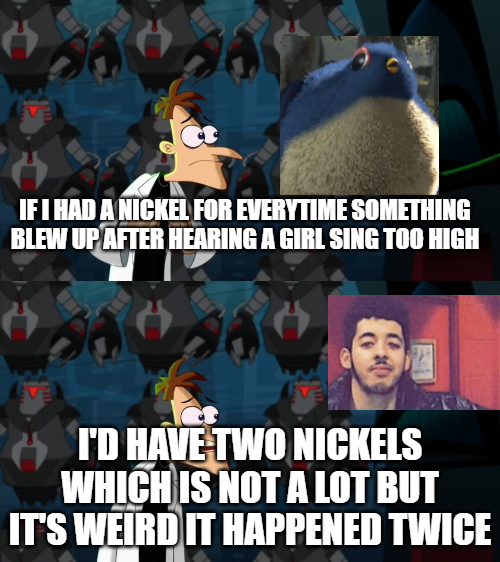 IF I HAD A NICKEL FOR EVERYTIME SOMETHING
BLEW UP AFTER HEARING A GIRL SING TOO HIGH
I'D HAVE TWO NICKELS
WHICH IS NOT A LOT BUT
IT'S WEIRD IT HAPPENED TWICE